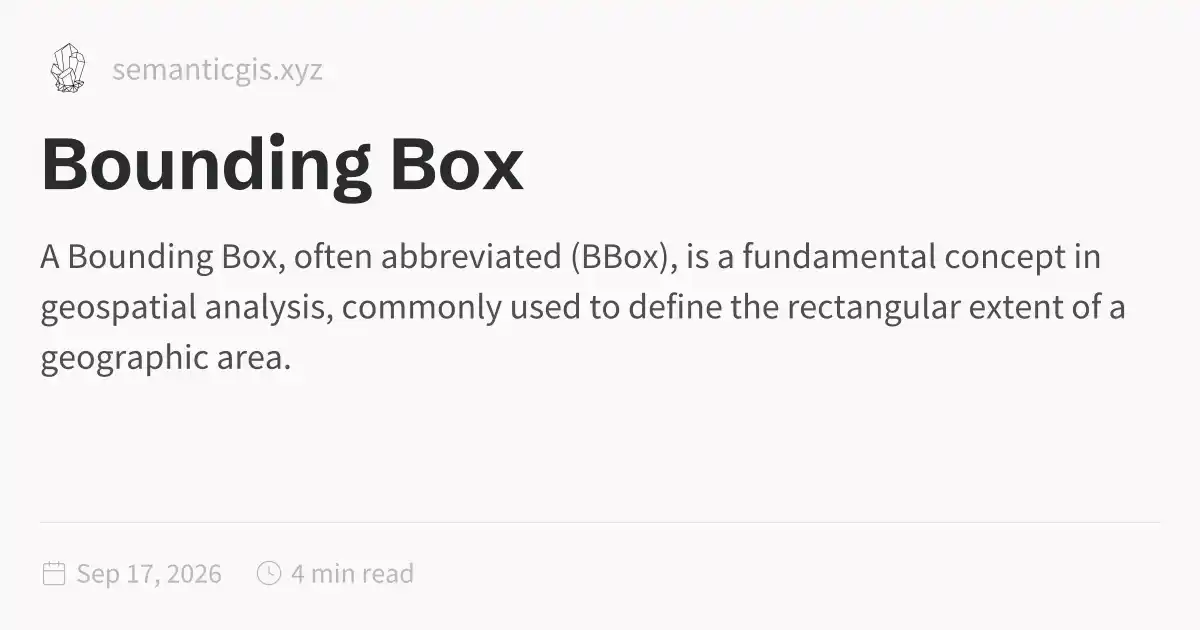 semanticgis.xyz
Bounding Box
A Bounding Box, often abbreviated (BBox), is a fundamental concept in
geospatial analysis, commonly used to define the rectangular extent of a
geographic area.
Sep 17, 2026 4 min read